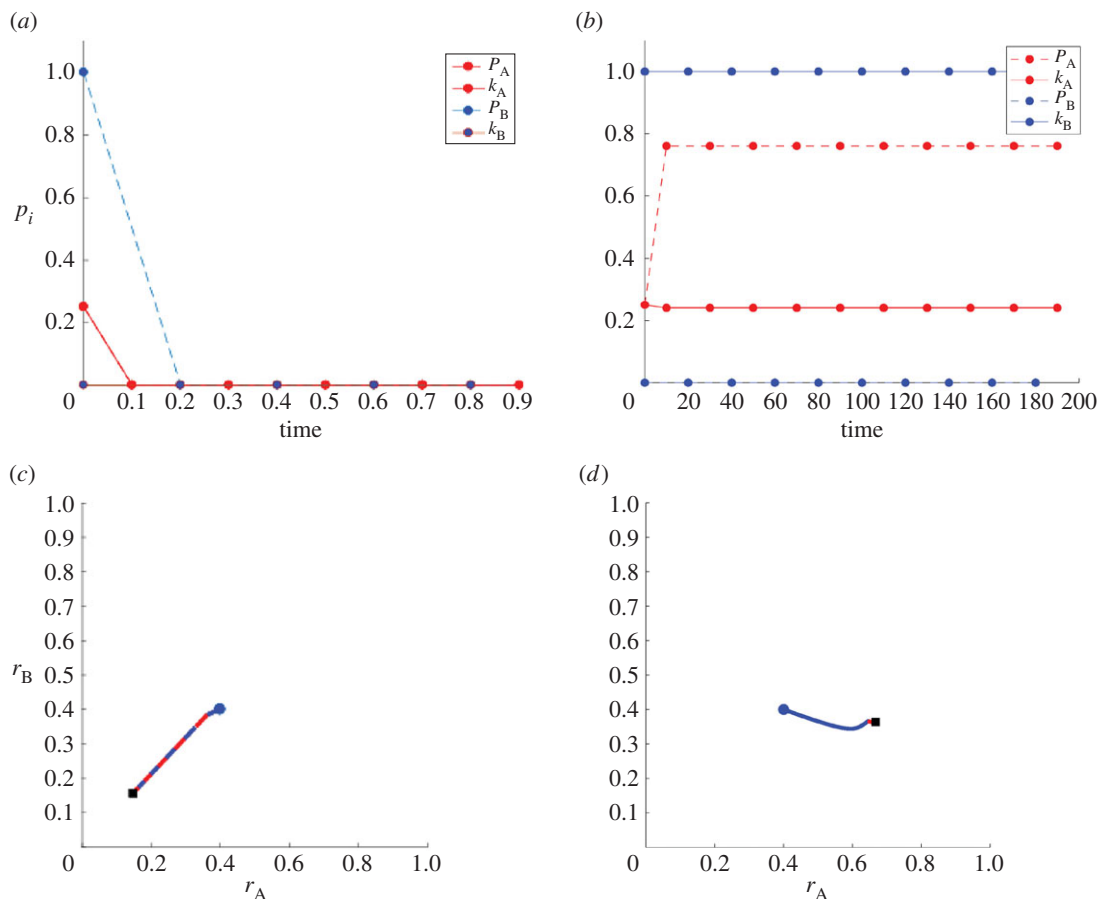 (a)
1.0
0.8
0.6
0.4
0.2
p_i
0 0.1 0.2 0.3 0.4 0.5 0.6 0.7 0.8 0.9
time
P_A
k_A
P_B
k_B
(b)
1.0
0.8
0.6
0.4
0.2
0 20 40 60 80 100 120 140 160 180 200
time
P_A
k_A
P_B
k_B
(c)
1.0
0.9
0.8
0.7
0.6
r_B 0.5
0.4
0.3
0.2
0.1
0 0.2 0.4 0.6 0.8 1.0
r_A
(d)
1.0
0.9
0.8
0.7
0.6
0.5
0.4
0.3
0.2
0.1
0 0.2 0.4 0.6 0.8 1.0
r_A